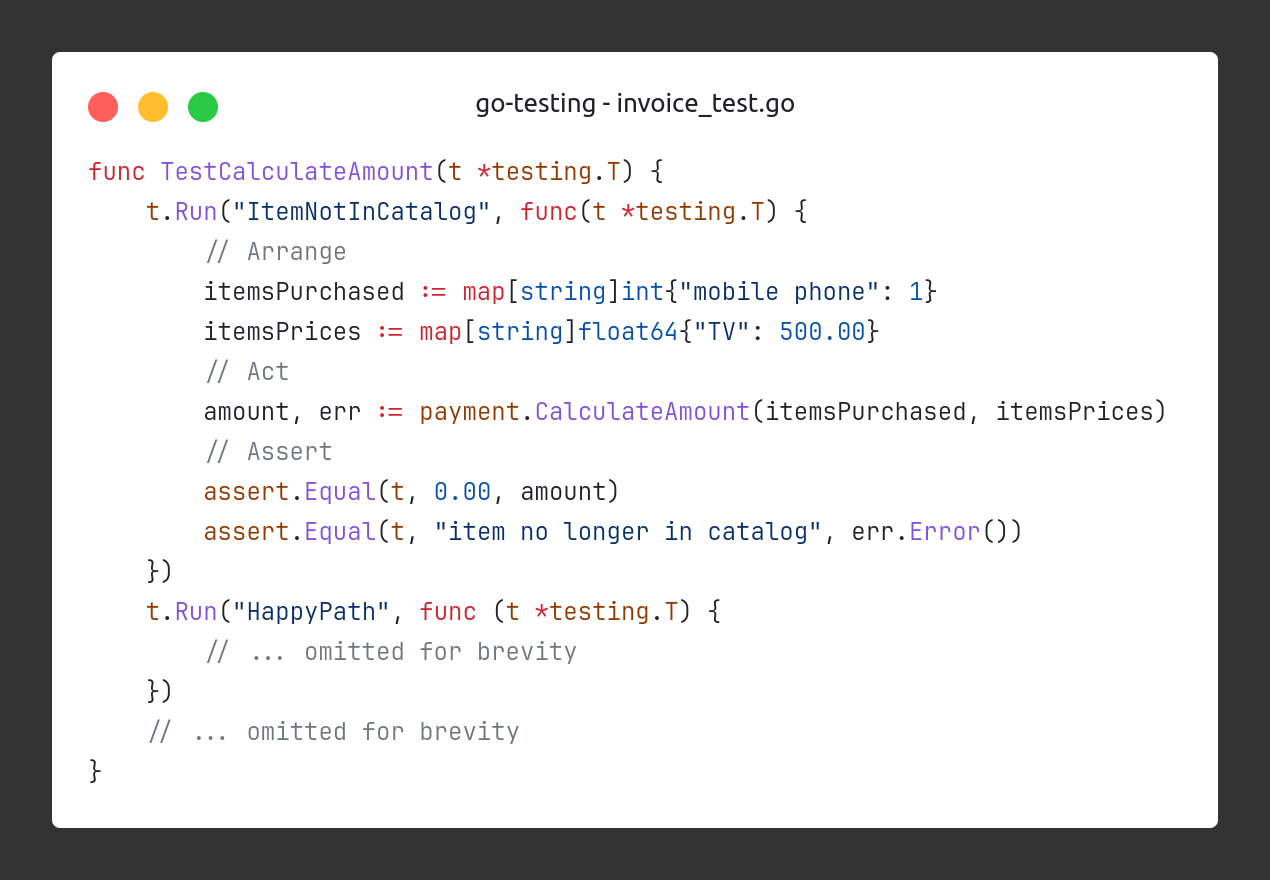 go-testing - invoice_test.go
func TestCalculateAmount(t *testing.T) {
    t.Run("ItemNotInCatalog", func(t *testing.T) {
        // Arrange
        itemsPurchased := map[string]int{"mobile phone": 1}
        itemsPrices := map[string]float64{"TV": 500.00}
        // Act
        amount, err := payment.CalculateAmount(itemsPurchased, itemsPrices)
        // Assert
        assert.Equal(t, 0.00, amount)
        assert.Equal(t, "item no longer in catalog", err.Error())
    })
    t.Run("HappyPath", func (t *testing.T) {
        // ... omitted for brevity
    })
    // ... omitted for brevity
}